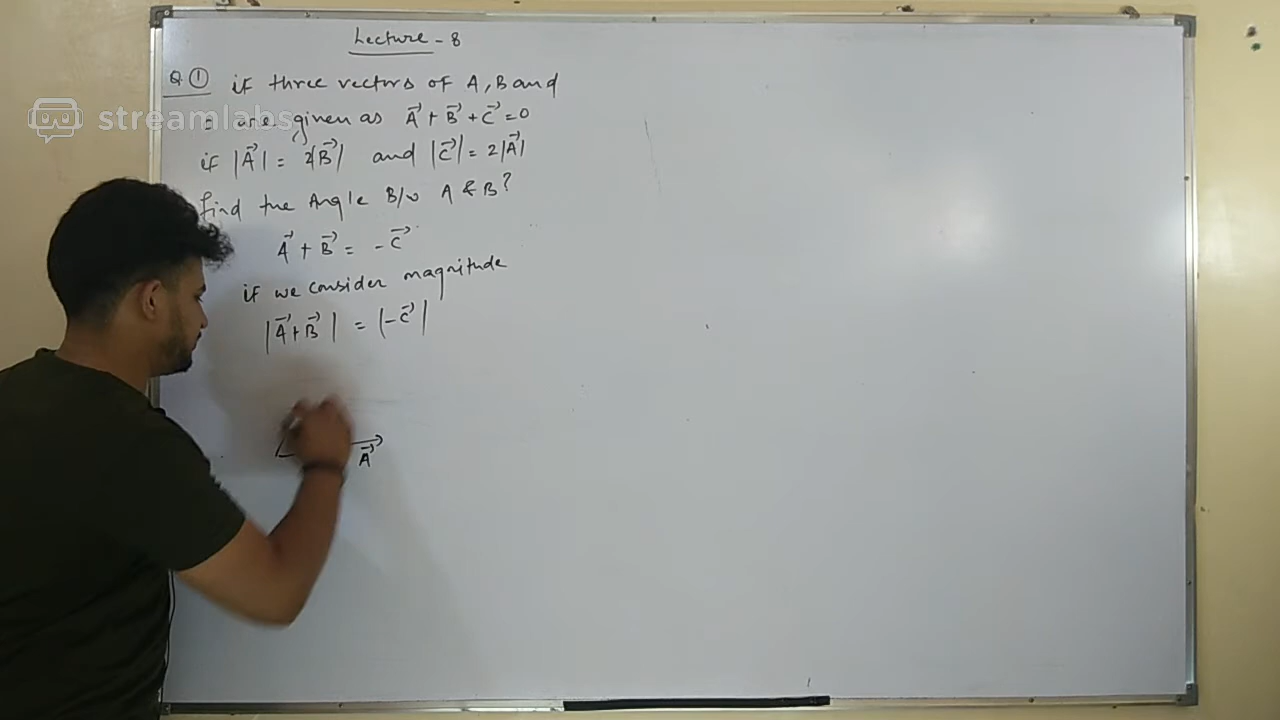 Lecture - 8
Q. ① if three vectors of A, B and
are given as A⃗ + B⃗ + C⃗ = 0
if |A⃗| = 2|B⃗| and |C⃗| = 2|A⃗|
find the Angle B/w A & B?
A⃗ + B⃗ = - C⃗
if we consider magnitude
|A⃗ + B⃗| = |-C⃗|
A⃗
streamlabs